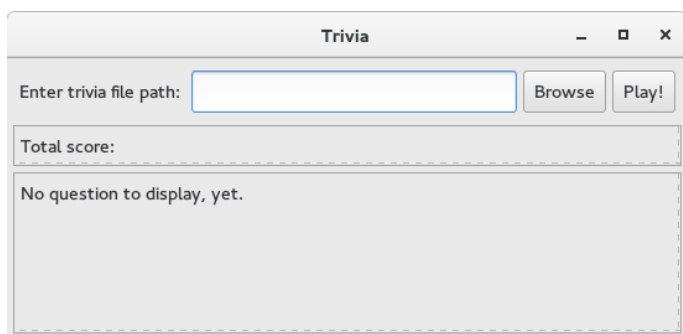 Trivia
Enter trivia file path: Browse Play!
Total score:
No question to display, yet.